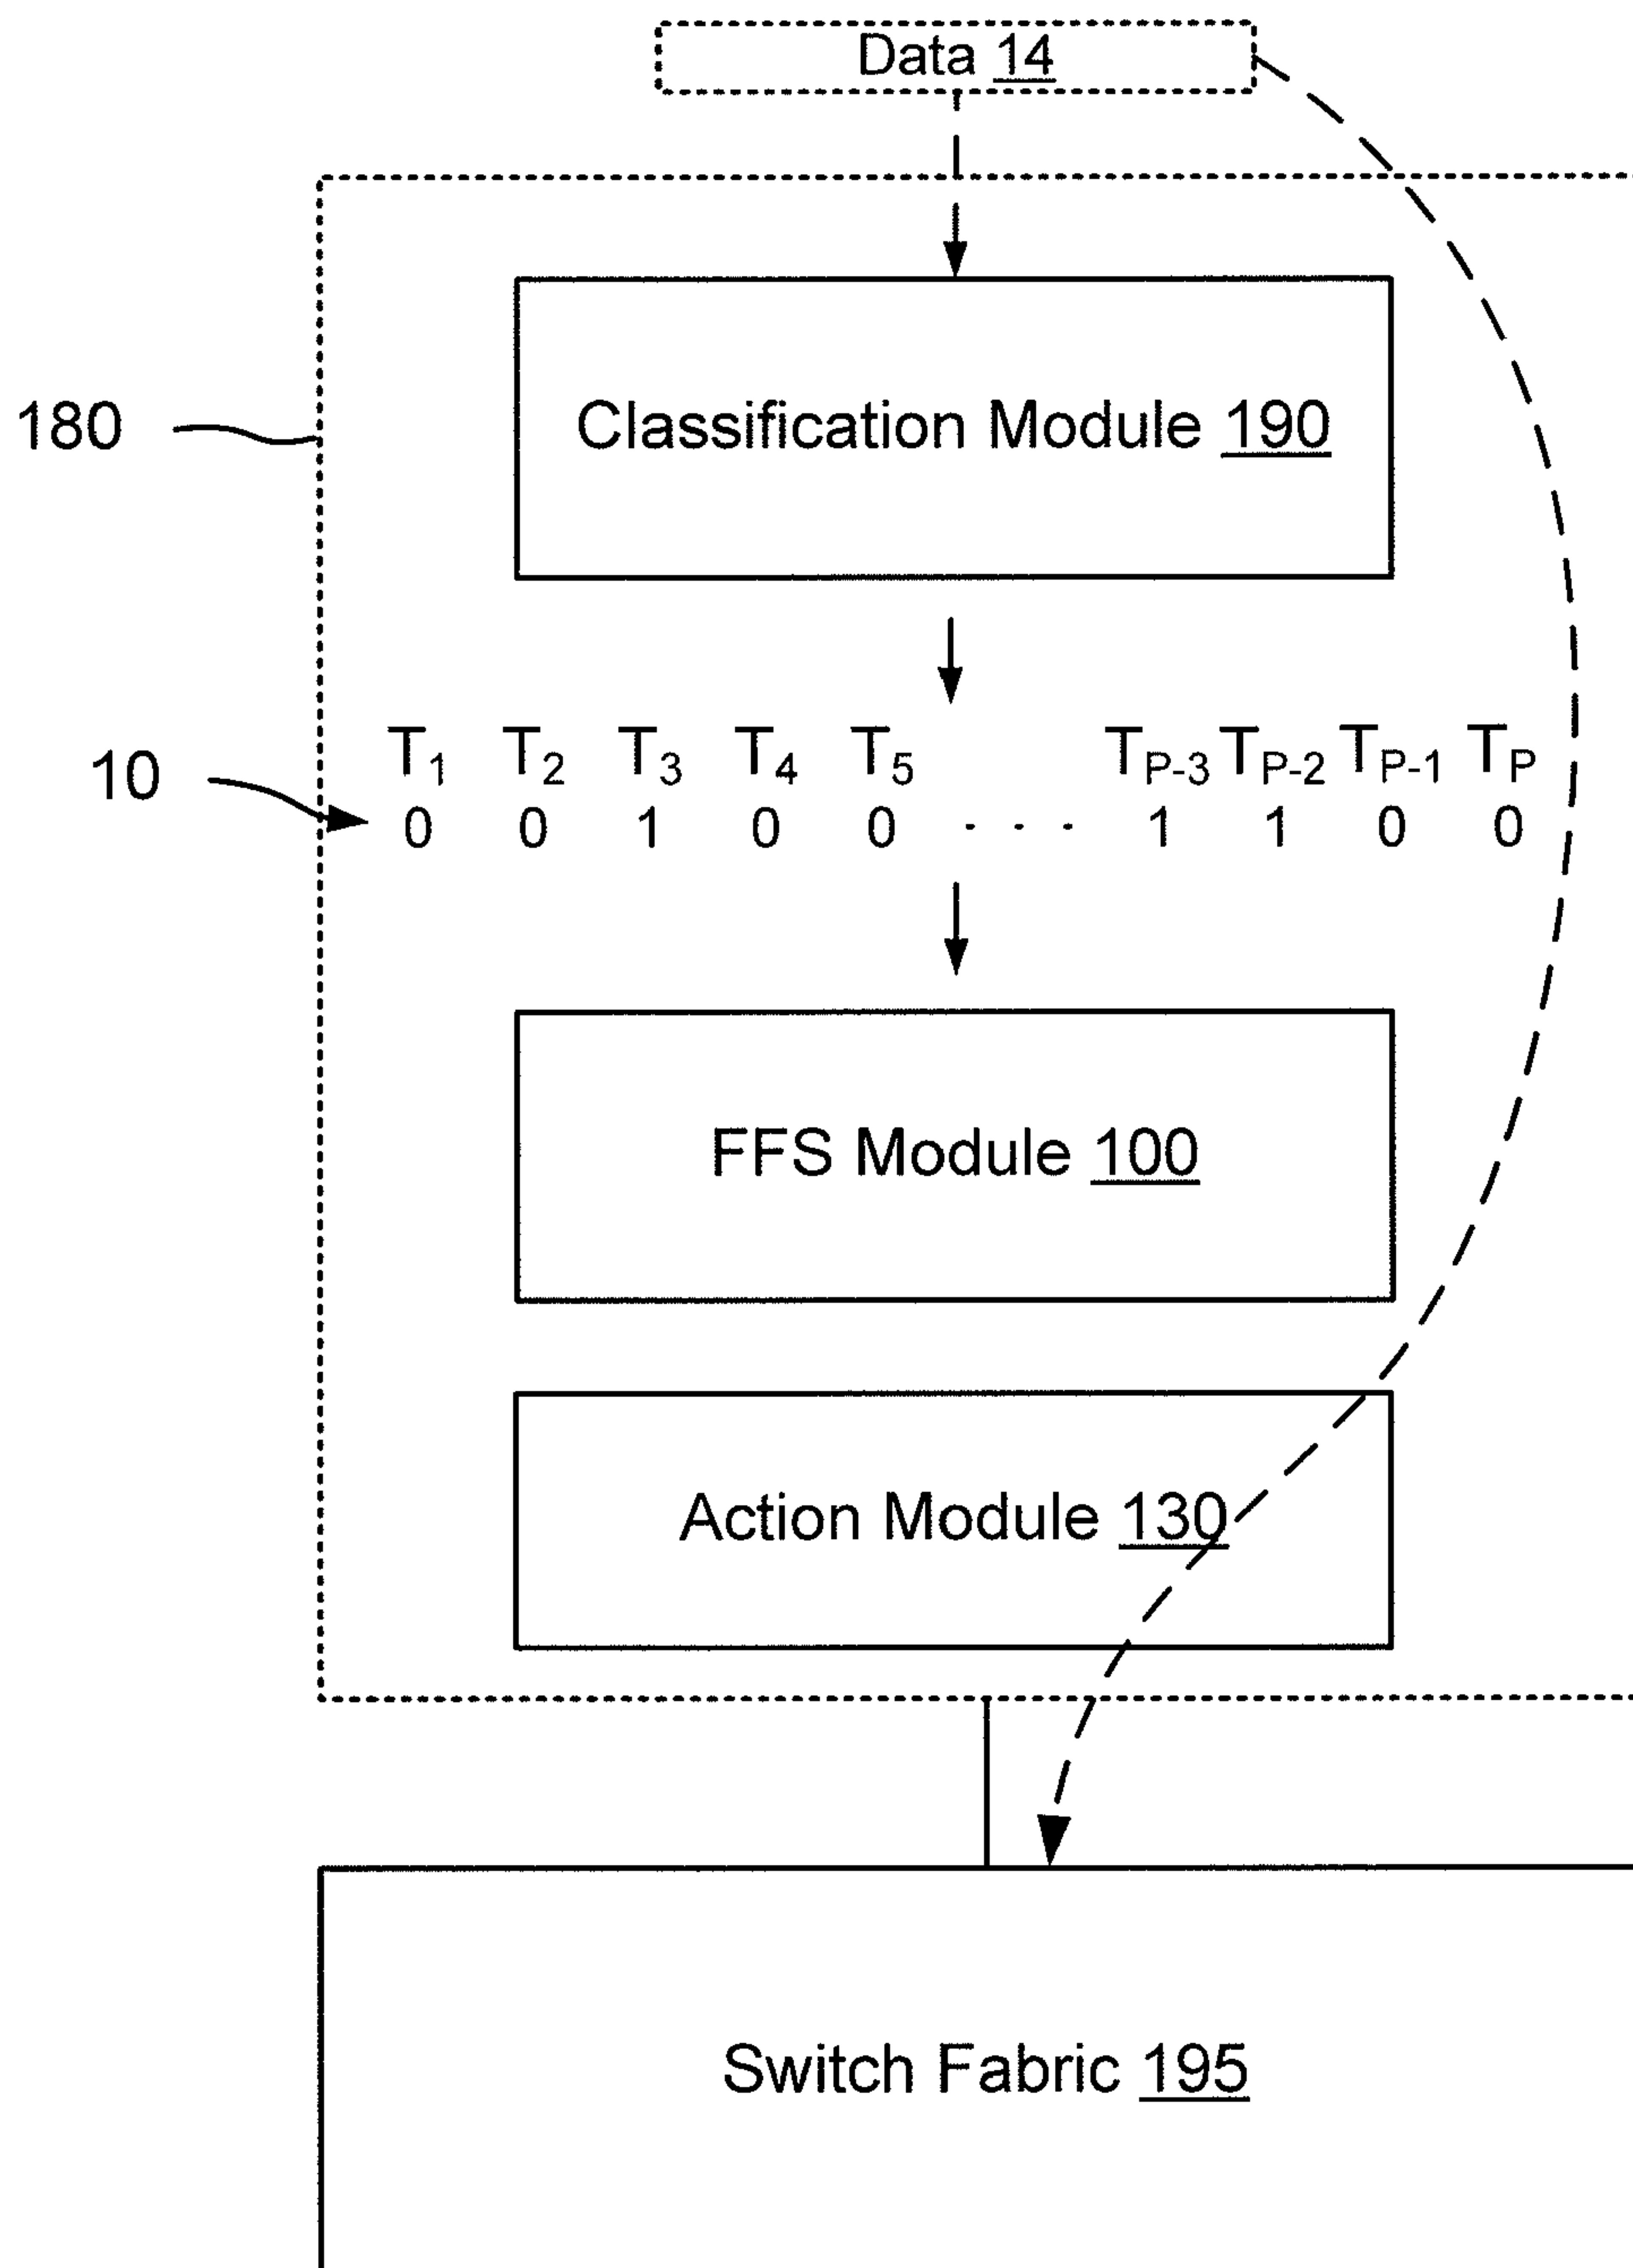 Data 14
Classification Module 190
180
T1 T2 T3 T4 T5 TP-3 TP-2 TP-1 TP
10
0 0 1 0 0 . . . 1 1 0 0
FFS Module 100
Action Module 130
Switch Fabric 195